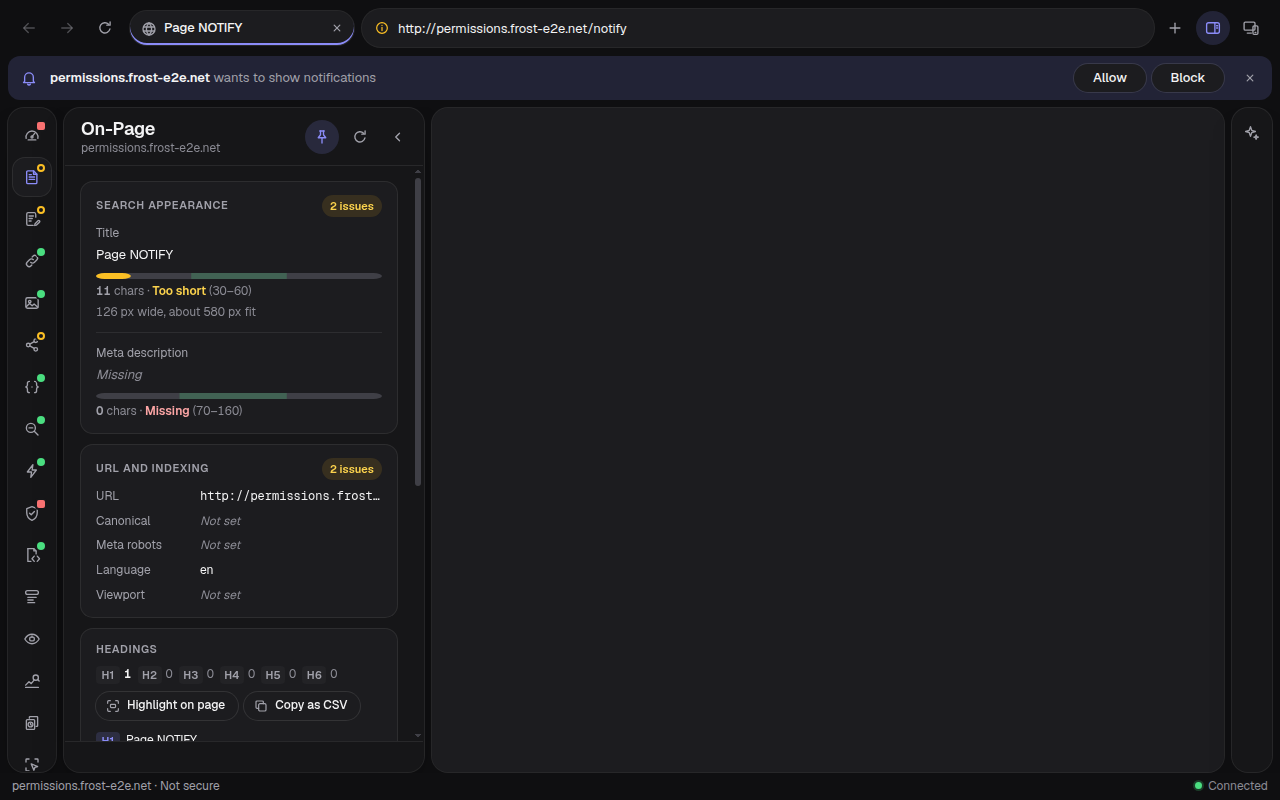 Page NOTIFY
http://permissions.frost-e2e.net/notify
permissions.frost-e2e.net wants to show notifications
Allow
Block
On-Page
permissions.frost-e2e.net
SEARCH APPEARANCE
2 issues
Title
Page NOTIFY
11 chars · Too short (30–60)
126 px wide, about 580 px fit
Meta description
Missing
0 chars · Missing (70–160)
URL AND INDEXING
2 issues
URL http://permissions.frost…
Canonical Not set
Meta robots Not set
Language en
Viewport Not set
HEADINGS
H1 1 H2 0 H3 0 H4 0 H5 0 H6 0
Highlight on page
Copy as CSV
H1 Page NOTIFY
permissions.frost-e2e.net · Not secure
Connected